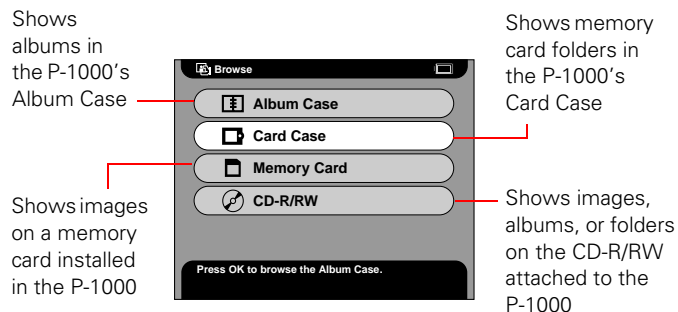 Shows
albums in
the P-1000's
Album Case
Shows images
on a memory
card installed
in the P-1000
Browse
Album Case
Card Case
Memory Card
CD-R/RW
Press OK to browse the Album Case.
Shows memory
card folders in
the P-1000's
Card Case
Shows images,
albums, or folders
on the CD-R/RW
attached to the
P-1000